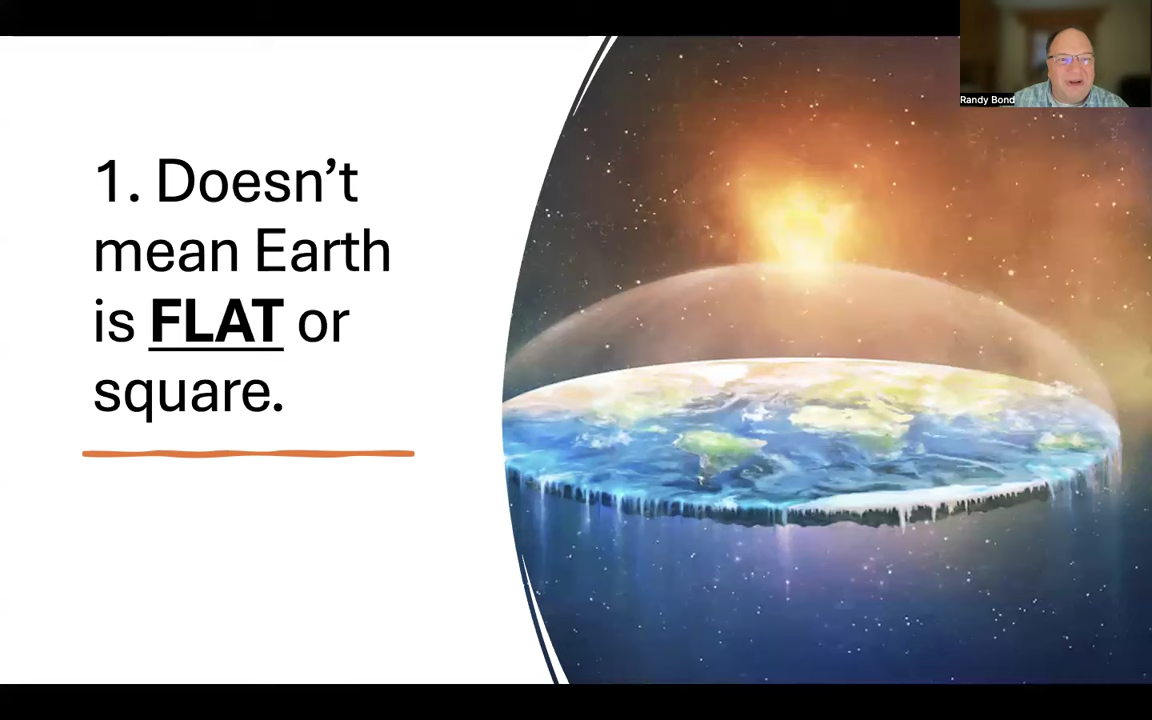 1. Doesn’t
mean Earth
is FLAT or
square.
Randy Bond